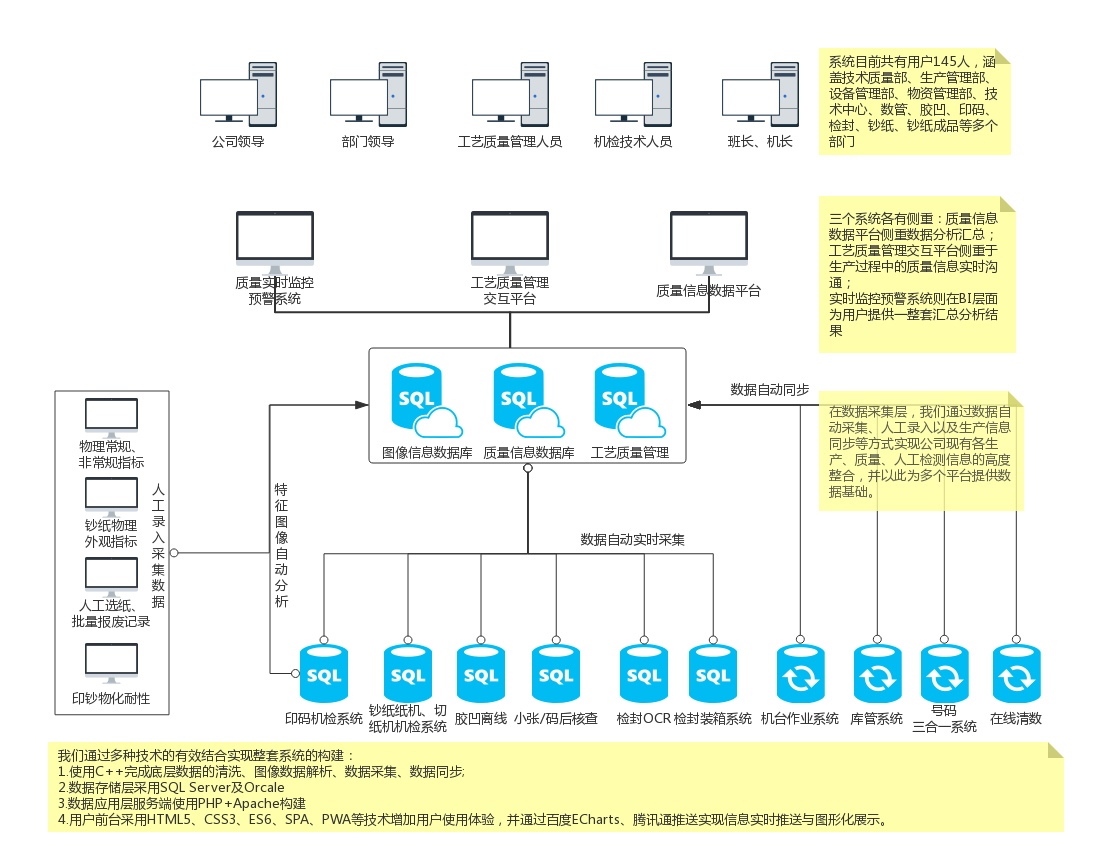 系统目前共有用户145人，涵
盖技术质量部、生产管理部、
设备管理部、物资管理部、技
术中心、数管、胶凹、印码、
检封、钞纸、钞纸成品等多个
部门
公司领导
部门领导
工艺质量管理人员
机检技术人员
班长、机长
三个系统各有侧重：质量信息
数据平台侧重数据分析汇总；
工艺质量管理交互平台侧重于
生产过程中的质量信息实时沟
通；
实时监控预警系统则在BI层面
为用户提供一整套汇总分析结
果
质量实时监控
预警系统
工艺质量管理
交互平台
质量信息数据平台
SQL
SQL
SQL
图像信息数据库
质量信息数据库
工艺质量管理
数据自动同步
在数据采集层，我们通过数据自
动采集、人工录入以及生产信息
同步等方式实现公司现有各生
产、质量、人工检测信息的高度
整合，并以此为多个平台提供数
据基础。
物理常规、
非常规指标
钞纸物理
外观指标
人工选纸、
批量报废记录
印钞物化耐性
人工录入采集数据
特征图像自动分析
数据自动实时采集
SQL
SQL
SQL
SQL
SQL
SQL
印码机检系统
钞纸纸机、切
纸机机检系统
胶凹离线
小张/码后核查
检封OCR
检封装箱系统
机台作业系统
库管系统
号码
三合一系统
在线清数
我们通过多种技术的有效结合实现整套系统的构建：
1.使用C++完成底层数据的清洗、图像数据解析、数据采集、数据同步;
2.数据存储层采用SQL Server及Orcale
3.数据应用层服务端使用PHP+Apache构建
4.用户前台采用HTML5、CSS3、ES6、SPA、PWA等技术增加用户使用体验，并通过百度ECharts、腾讯通推送实现信息实时推送与图形化展示。